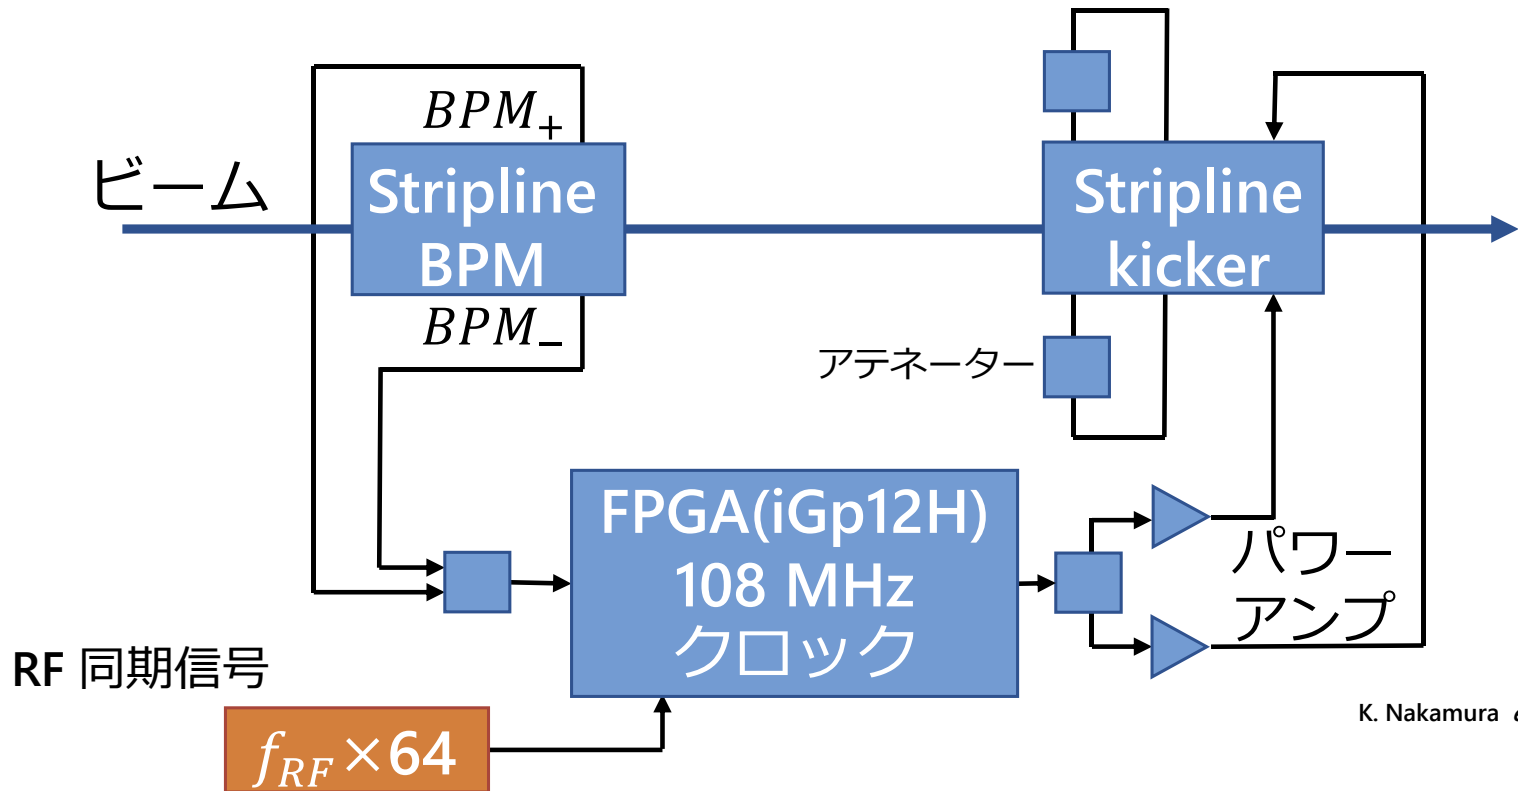 BPM₊
ビーム
Stripline
BPM
BPM₋
Stripline
kicker
アテネーター
FPGA(iGp12H)
108 MHz
クロック
パワー
アンプ
RF 同期信号
f_RF ×64
K. Nakamura